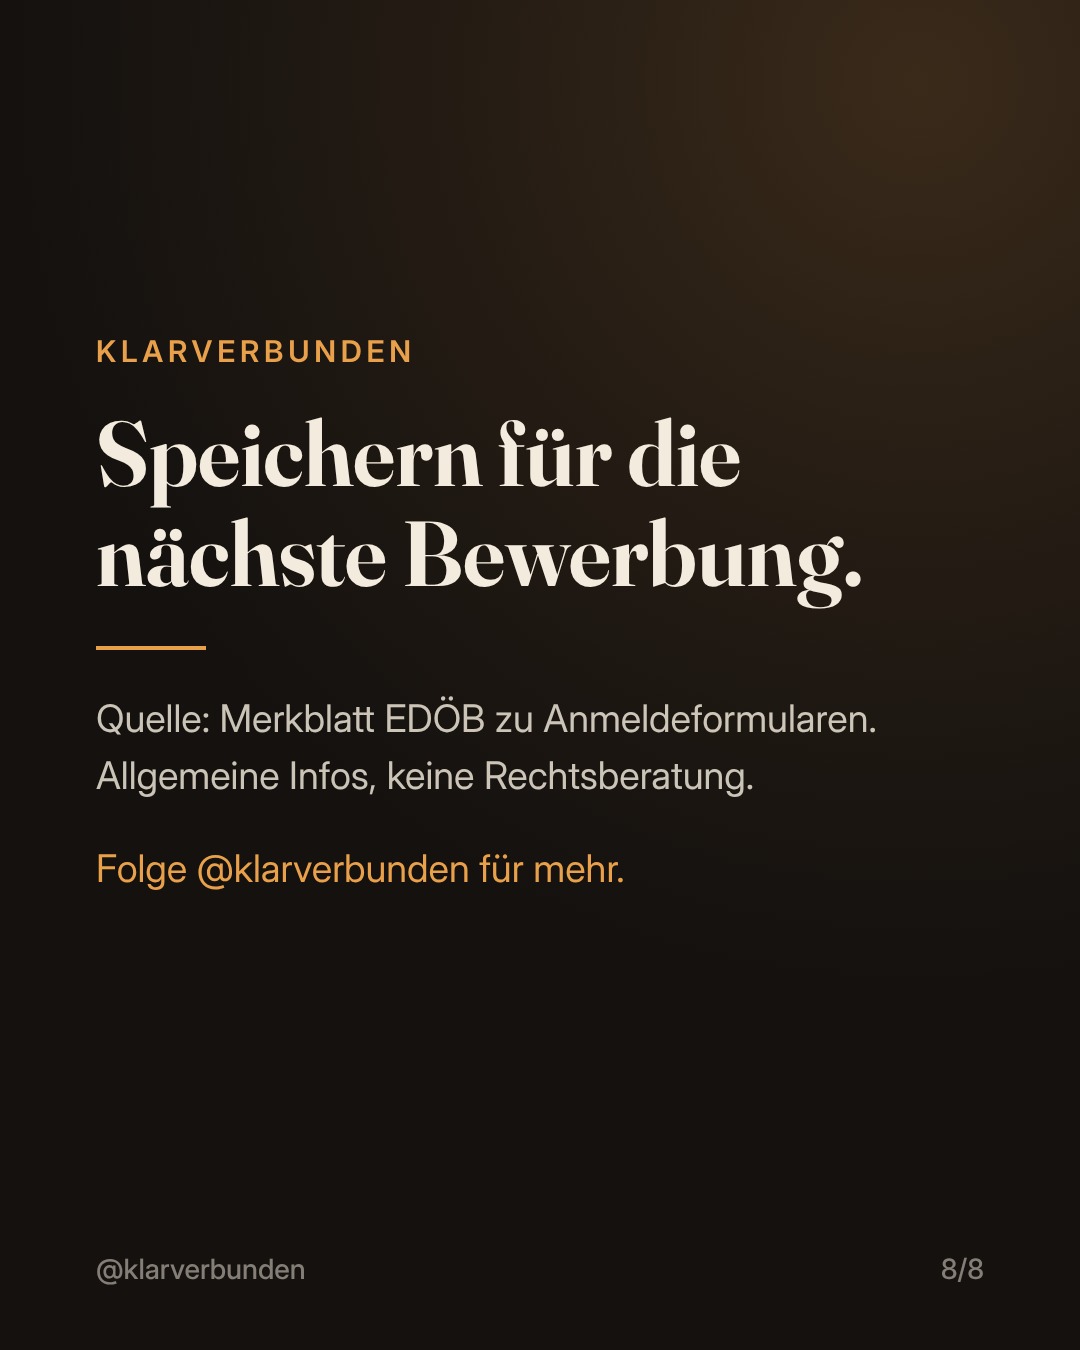 KLARVERBUNDEN
Speichern für die
nächste Bewerbung.
Quelle: Merkblatt EDÖB zu Anmeldeformularen.
Allgemeine Infos, keine Rechtsberatung.
Folge @klarverbunden für mehr.
@klarverbunden
8/8